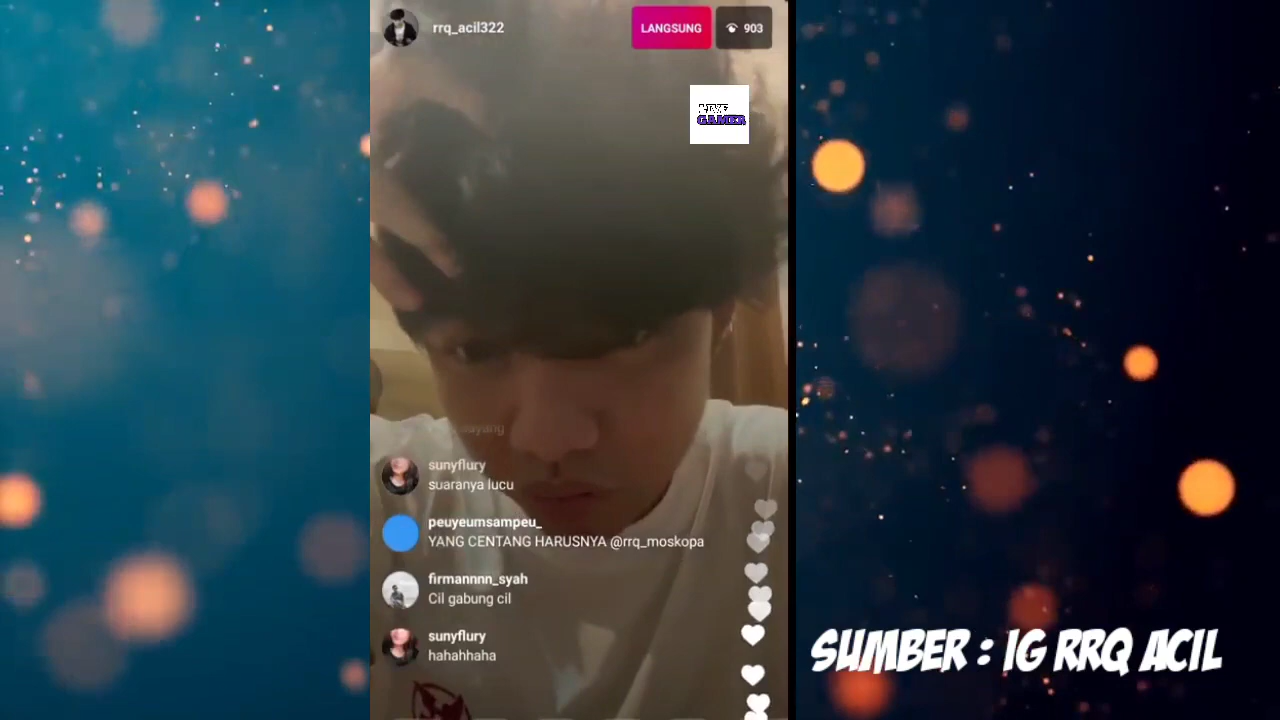 rrq_acil322
LANGSUNG
903
GAMER
sunyflury
suaranya lucu
peuyeumsampeu_
YANG CENTANG HARUSNYA @rrq_moskopa
firmannnn_syah
Cil gabung cil
sunyflury
hahahhaha
SUMBER : IG RRQ ACIL